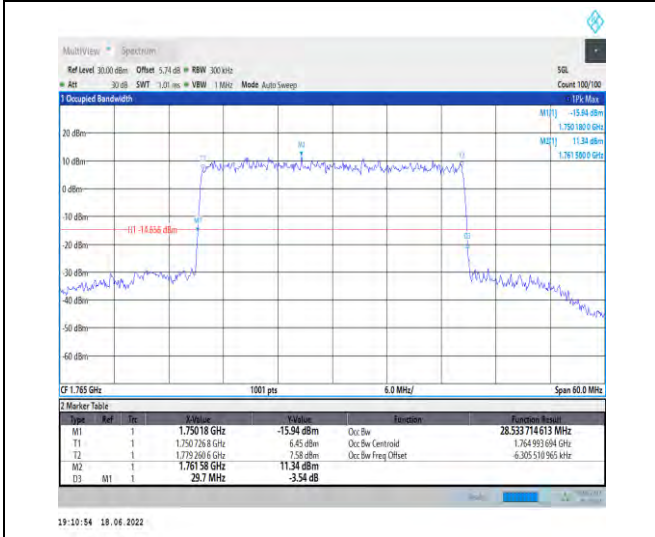 MultiView Spectrum
Ref Level 30.00 dBm Offset 5.74 dB RBW 300 kHz SGL
Att 30 dB SWT 1.01 ms VBW 1 MHz Mode Auto Sweep Count 100/100
1 Occupied Bandwidth 1Pk Max
M1[1] -15.94 dBm
1.750 180 0 GHz
M2[1] 11.34 dBm
1.761 580 0 GHz
20 dBm
M2
10 dBm
0 dBm
-10 dBm
M1
H1 -14.656 dBm
D3
-20 dBm
-30 dBm
-40 dBm
-50 dBm
-60 dBm
CF 1.765 GHz 1001 pts 6.0 MHz/ Span 60.0 MHz
2 Marker Table
Type Ref Trc X-Value Y-Value Function Function Result
M1 1 1.75018 GHz -15.94 dBm Occ Bw 28.533 714 613 MHz
T1 1 1.750 726 8 GHz 6.45 dBm Occ Bw Centroid 1.764 993 694 GHz
T2 1 1.779 260 6 GHz 7.58 dBm Occ Bw Freq Offset -6.305 510 965 kHz
M2 1 1.761 58 GHz 11.34 dBm
D3 M1 1 29.7 MHz -3.54 dB
19:10:54 18.06.2022